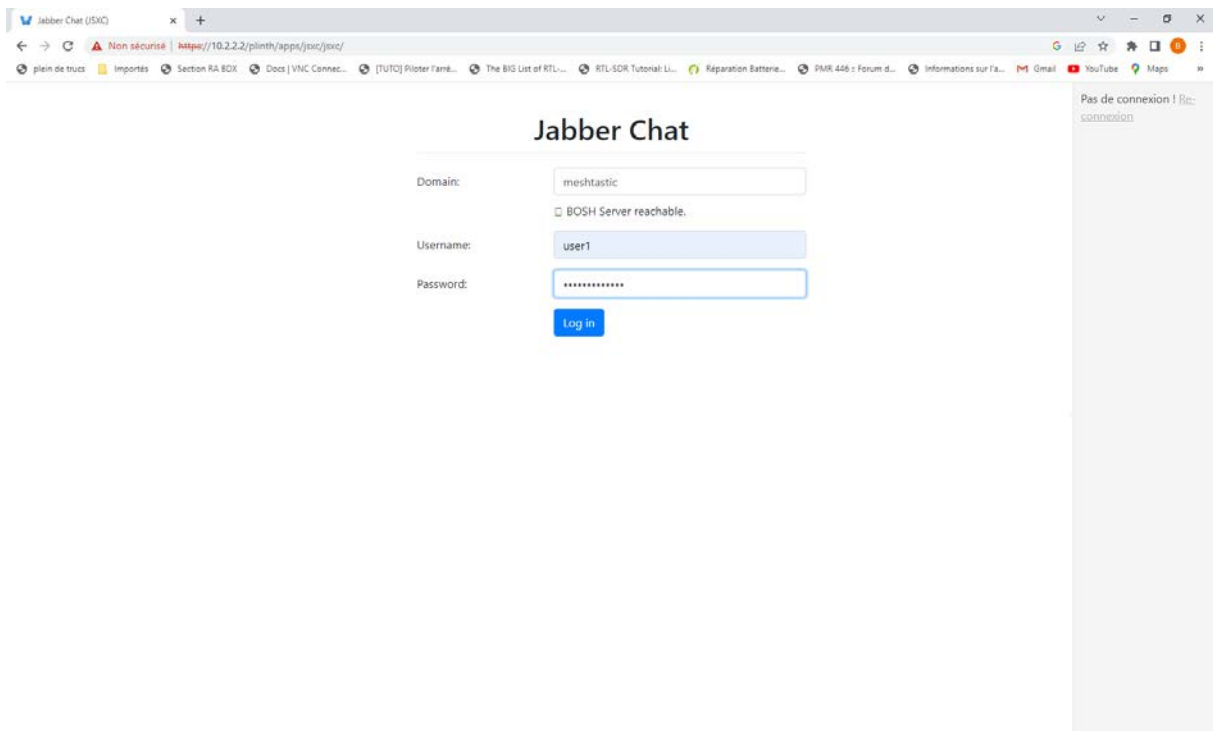 Jabber Chat (JSXC)
Non sécurisé | https://10.2.2.2/plinth/apps/jsxc/jsxc/
plein de trucs Importés Section RA BDX Docs | VNC Connec... [TUTO] Piloter l'arrê... The BIG List of RTL-... RTL-SDR Tutorial: Li... Réparation Batterie... PMR 446 :: Forum d... Informations sur l'a... Gmail YouTube Maps »
Pas de connexion ! Re-
connexion
Jabber Chat
Domain: meshtastic
BOSH Server reachable.
Username: user1
Password: •••••••••••••
Log in